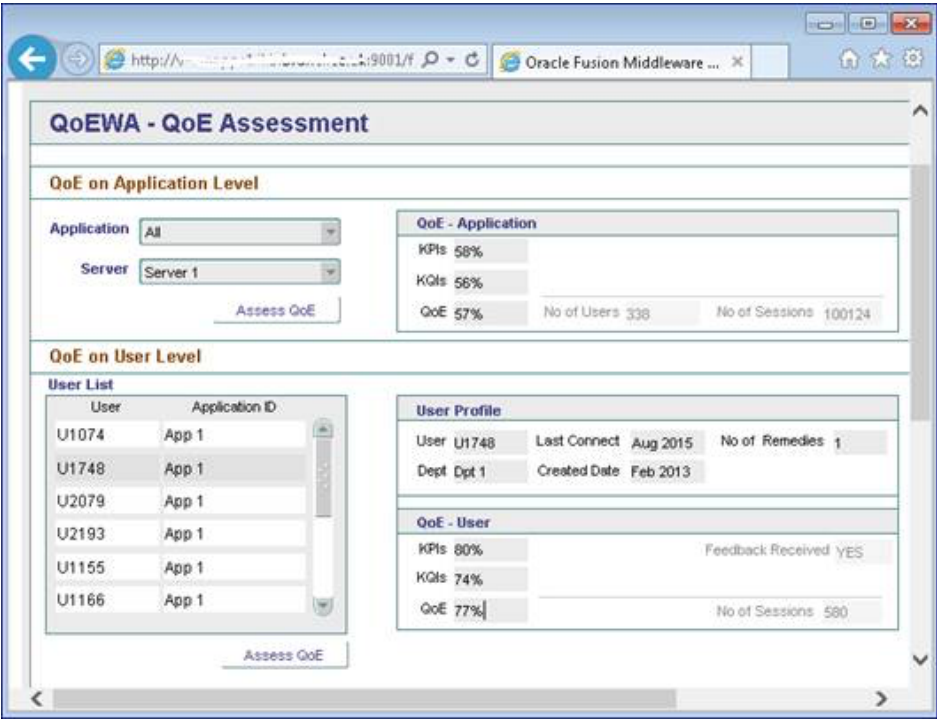 http://
:9001/f
Oracle Fusion Middleware ...
QoEWA - QoE Assessment
QoE on Application Level
Application All
Server Server 1
Assess QoE
QoE - Application
KPIs 58%
KQIs 56%
QoE 57% No of Users 338 No of Sessions 100124
QoE on User Level
User List
User Application ID
U1074 App 1
U1748 App 1
U2079 App 1
U2193 App 1
U1155 App 1
U1166 App 1
Assess QoE
User Profile
User U1748 Last Connect Aug 2015 No of Remedies 1
Dept Dpt 1 Created Date Feb 2013
QoE - User
KPIs 80% Feedback Received YES
KQIs 74%
QoE 77% No of Sessions 580